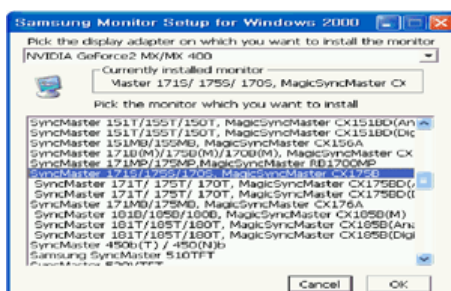 Samsung Monitor Setup for Windows 2000
Pick the display adapter on which you want to install the monitor
NVIDIA GeForce2 MX/MX 400
Currently installed monitor
Master 171S/ 175S/ 170S, MagicSyncMaster CX
Pick the monitor which you want to install
SyncMaster 151T/155T/150T, MagicSyncMaster CX151BD(An
SyncMaster 151T/155T/150T, MagicSyncMaster CX151BD(Dig
SyncMaster 151MB/155MB, MagicSyncMaster CX156A
SyncMaster 171B(M)/175B(M)/170B(M), MagicSyncMaster CX
SyncMaster 171MP/175MP,MagicSyncMaster RB1700MP
SyncMaster 171S/175S/170S, MagicSyncMaster CX175B
SyncMaster 171T/ 175T/ 170T, MagicSyncMaster CX175BD(
SyncMaster 171T/ 175T/ 170T, MagicSyncMaster CX175BD(D
SyncMaster 171MB/175MB, MagicSyncMaster CX176A
SyncMaster 181B/185B/180B, MagicSyncMaster CX185B(M)
SyncMaster 181T/185T/180T, MagicSyncMaster CX185B(Ana
SyncMaster 181T/185T/180T, MagicSyncMaster CX185B(Digi
SyncMaster 450b(T) / 450(N)b
Samsung SyncMaster 510TFT
Cancel
OK